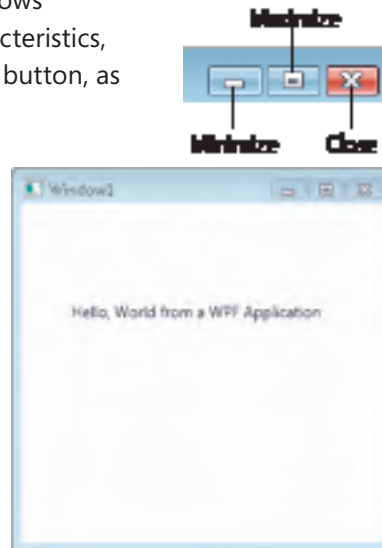 ows
cteristics,
button, as
Maximize
Minimize
Close
Window1
Hello, World from a WPF Application